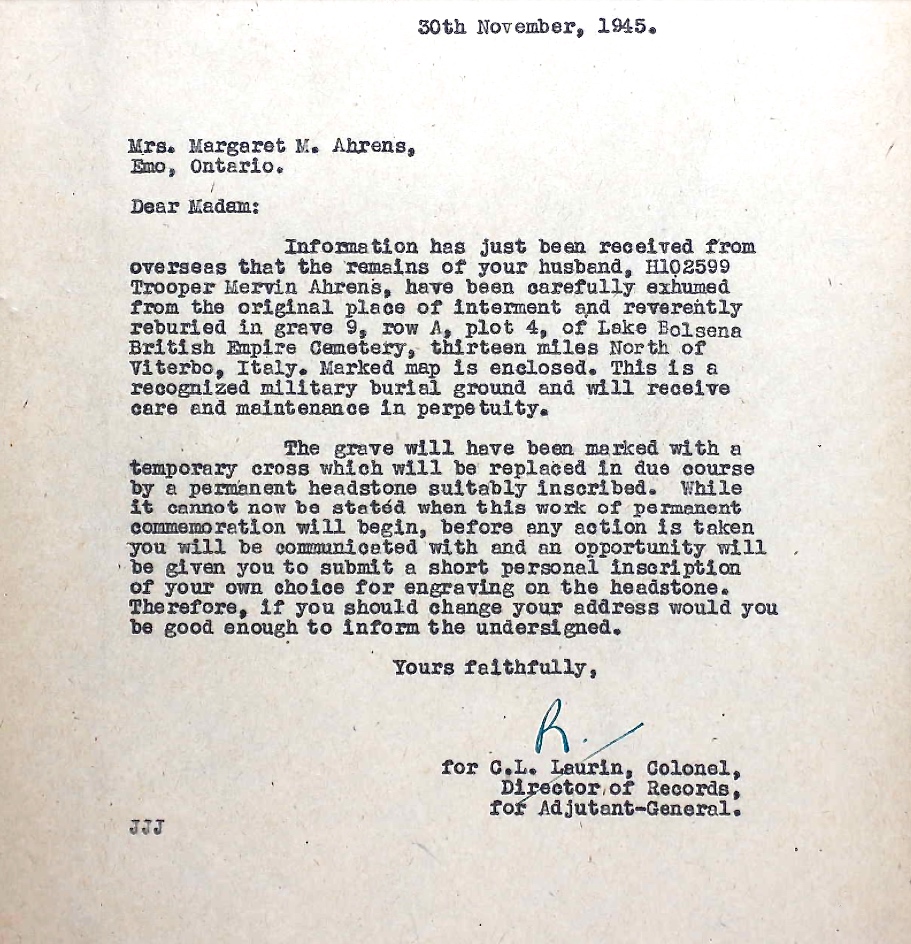 30th November, 1945.
Mrs. Margaret M. Ahrens,
Emo, Ontario.
Dear Madam:
Information has just been received from
overseas that the remains of your husband, H102599
Trooper Mervin Ahrens, have been carefully exhumed
from the original place of interment and reverently
reburied in grave 9, row A, plot 4, of Lake Bolsena
British Empire Cemetery, thirteen miles North of
Viterbo, Italy. Marked map is enclosed. This is a
recognized military burial ground and will receive
care and maintenance in perpetuity.
The grave will have been marked with a
temporary cross which will be replaced in due course
by a permanent headstone suitably inscribed. While
it cannot now be stated when this work of permanent
commemoration will begin, before any action is taken
you will be communicated with and an opportunity will
be given you to submit a short personal inscription
of your own choice for engraving on the headstone.
Therefore, if you should change your address would you
be good enough to inform the undersigned.
Yours faithfully,
R.
for C.L. Laurin, Colonel,
Director of Records,
for Adjutant-General.
JJJ